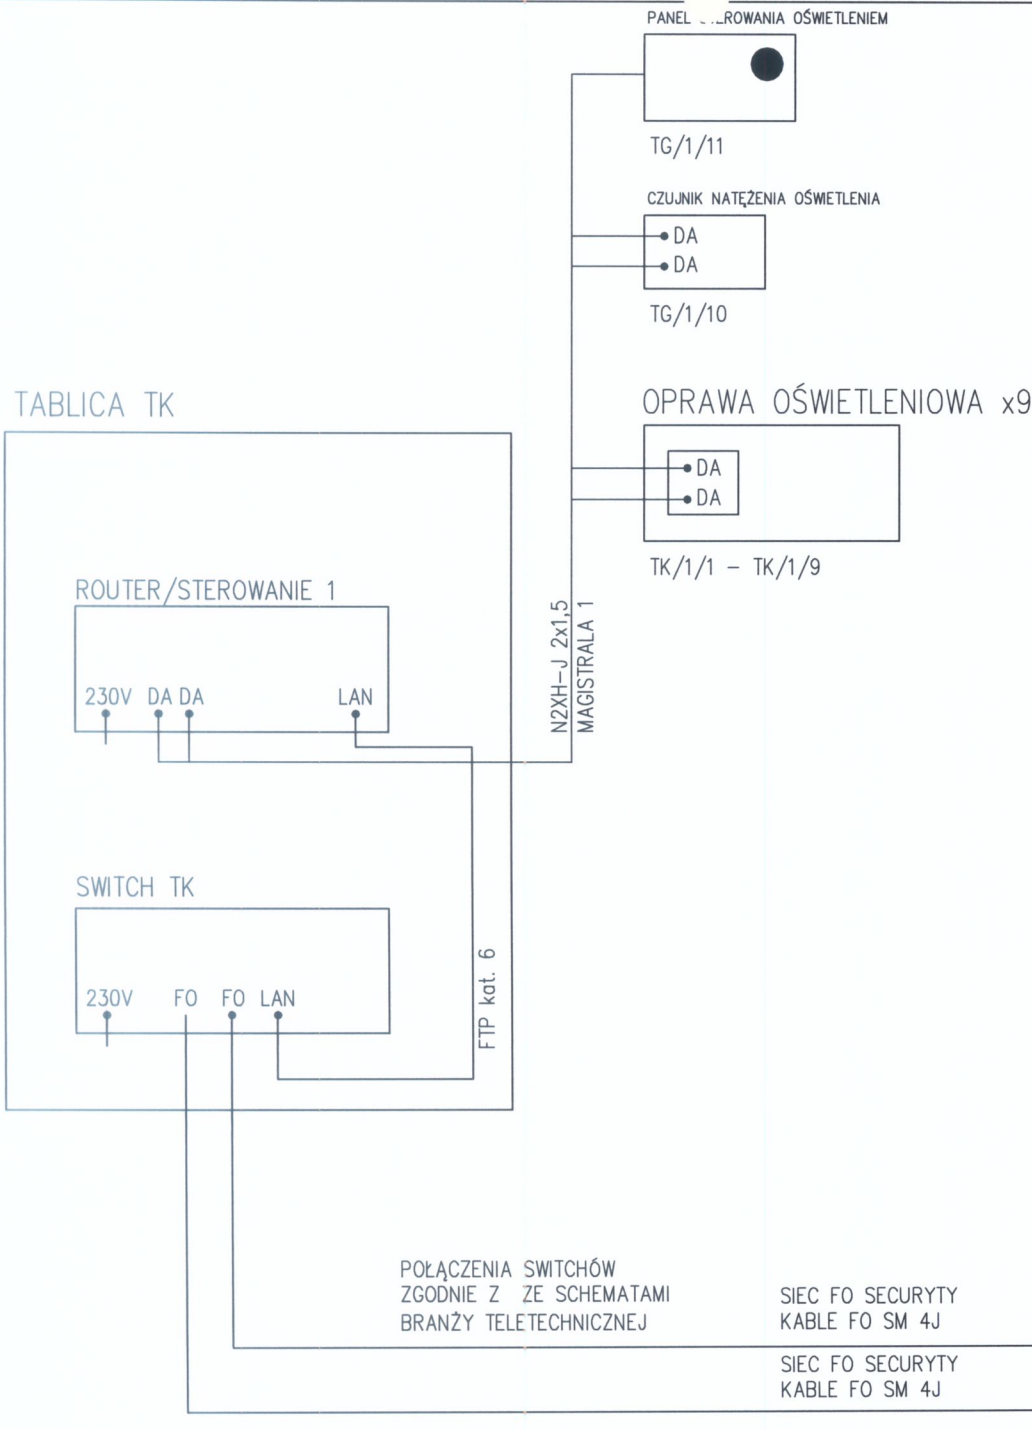 PANEL OŚWIETLENIEM
TG/1/11
CZUJNIK NATĘŻENIA OŚWIETLENIA
DA
DA
TG/1/10
TABLICA TK
OPRAWA OŚWIETLENIOWA x9
DA
DA
TK/1/1 – TK/1/9
ROUTER/STEROWANIE 1
230V DA DA LAN
N2XH-J 2x1,5
MAGISTRALA 1
SWITCH TK
230V FO FO LAN
FTP kat. 6
POŁĄCZENIA SWITCHÓW
ZGODNIE Z ZE SCHEMATAMI
BRANŻY TELETECHNICZNEJ
SIEC FO SECURYTY
KABLE FO SM 4J
SIEC FO SECURYTY
KABLE FO SM 4J